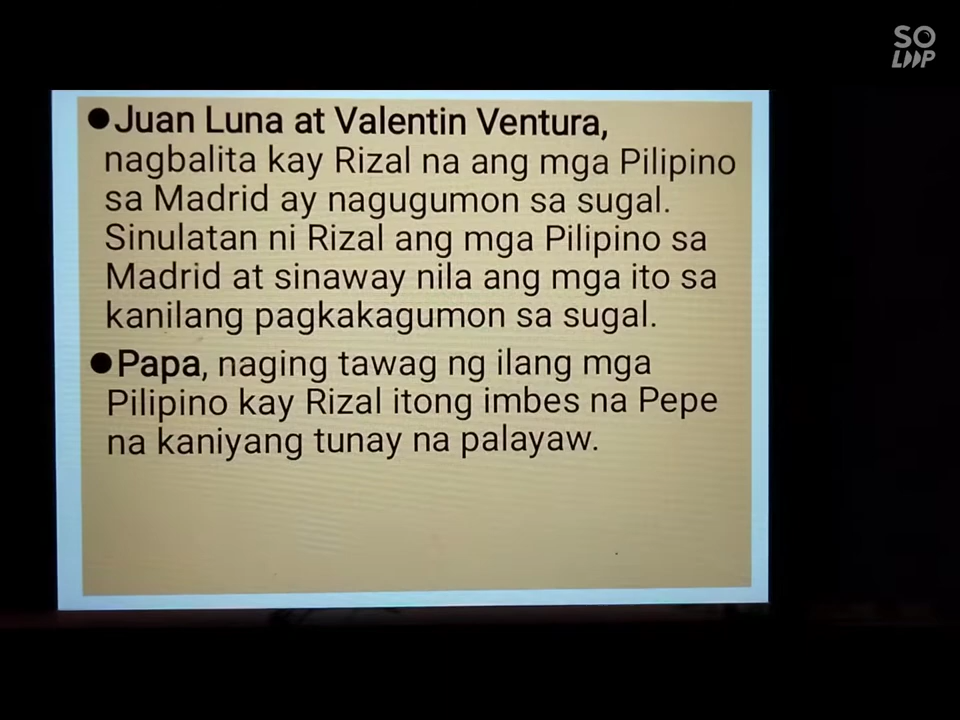 SO
LOOP
●Juan Luna at Valentin Ventura,
nagbalita kay Rizal na ang mga Pilipino
sa Madrid ay nagugumon sa sugal.
Sinulatan ni Rizal ang mga Pilipino sa
Madrid at sinaway nila ang mga ito sa
kanilang pagkakagumon sa sugal.
●Papa, naging tawag ng ilang mga
Pilipino kay Rizal itong imbes na Pepe
na kaniyang tunay na palayaw.